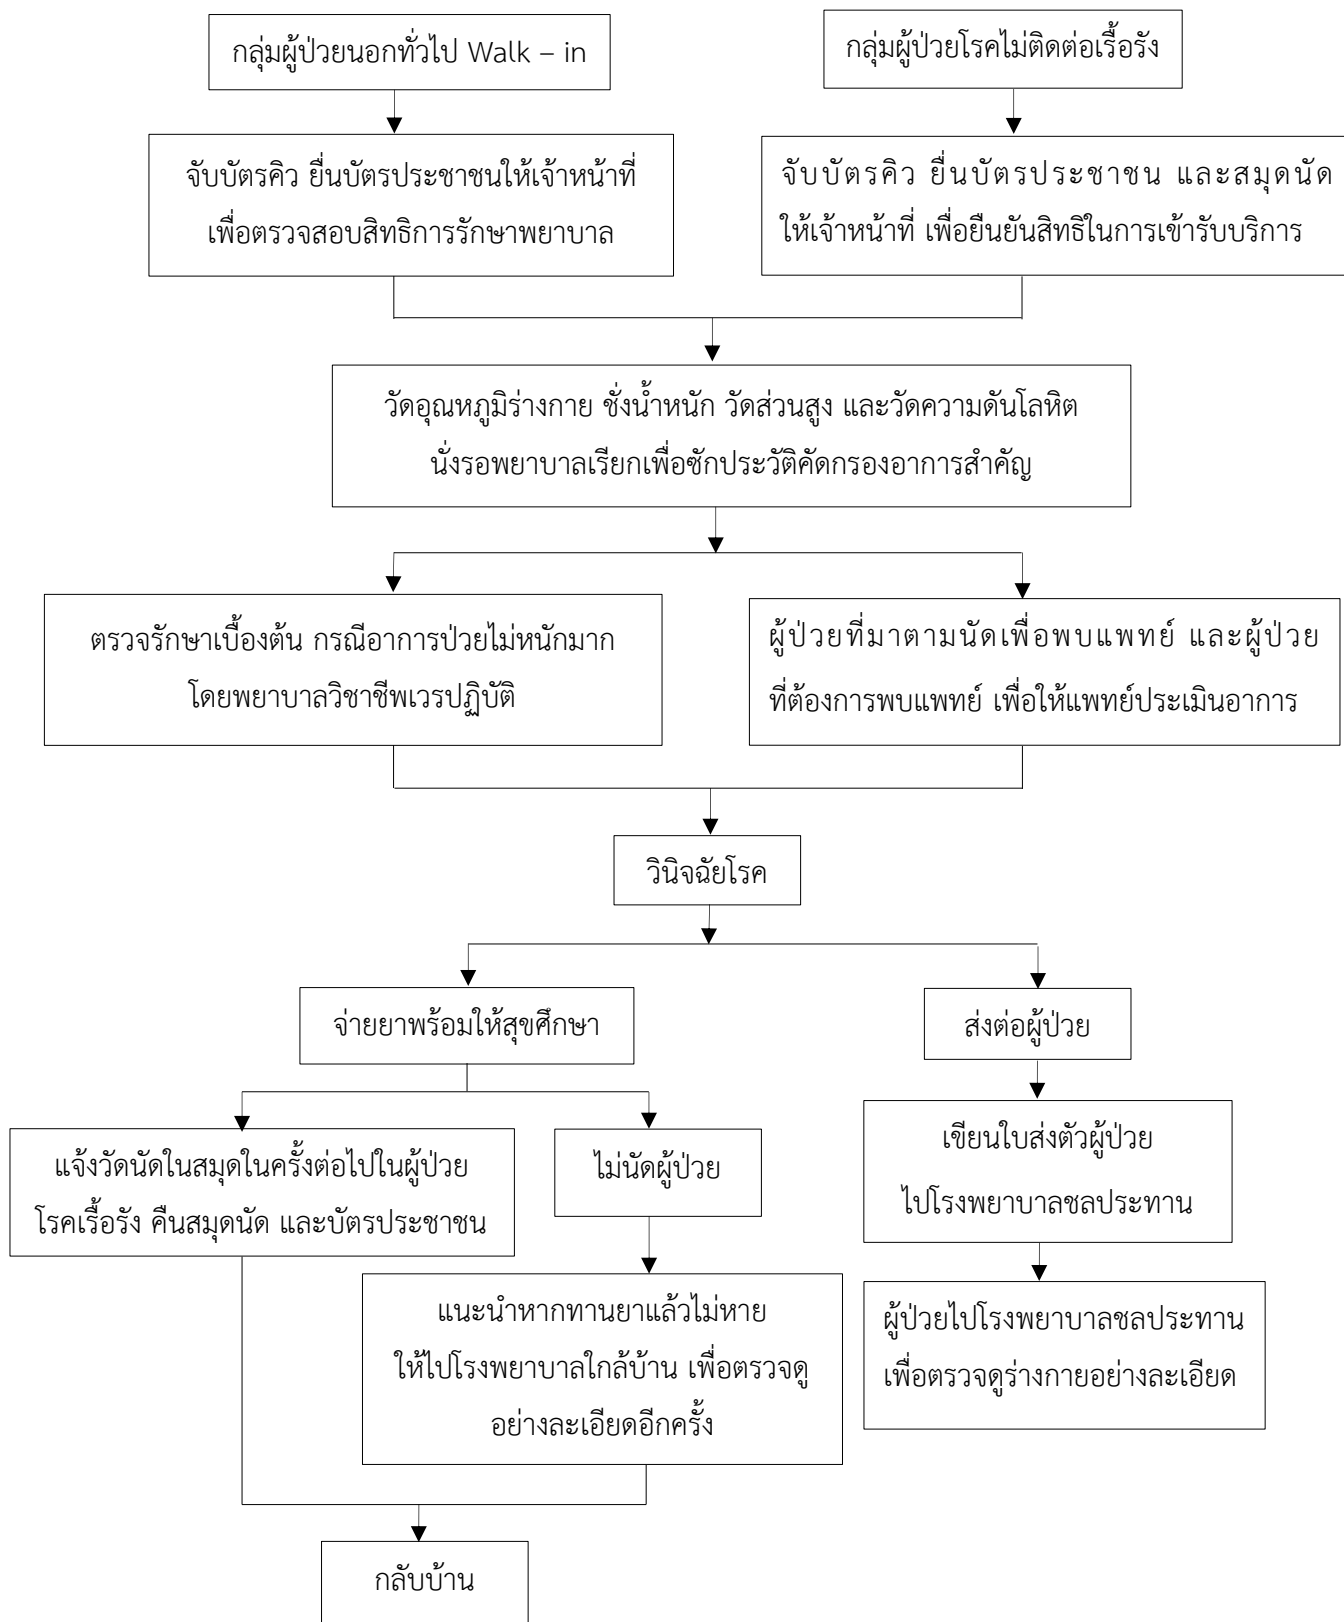 กลุ่มผู้ป่วยนอกทั่วไป Walk – in
กลุ่มผู้ป่วยโรคไม่ติดต่อเรื้อรัง
จับบัตรคิว ยื่นบัตรประชาชนให้เจ้าหน้าที่
เพื่อตรวจสอบสิทธิการรักษาพยาบาล
จับบัตรคิว ยื่นบัตรประชาชน และสมุดนัด
ให้เจ้าหน้าที่ เพื่อยืนยันสิทธิในการเข้ารับบริการ
วัดอุณหภูมิร่างกาย ชั่งน้ำหนัก วัดส่วนสูง และวัดความดันโลหิต
นั่งรอพยาบาลเรียกเพื่อซักประวัติคัดกรองอาการสำคัญ
ตรวจรักษาเบื้องต้น กรณีอาการป่วยไม่หนักมาก
โดยพยาบาลวิชาชีพเวรปฏิบัติ
ผู้ป่วยที่มาตามนัดเพื่อพบแพทย์ และผู้ป่วย
ที่ต้องการพบแพทย์ เพื่อให้แพทย์ประเมินอาการ
วินิจฉัยโรค
จ่ายยาพร้อมให้สุขศึกษา
ส่งต่อผู้ป่วย
แจ้งวัดนัดในสมุดในครั้งต่อไปในผู้ป่วย
โรคเรื้อรัง คืนสมุดนัด และบัตรประชาชน
ไม่นัดผู้ป่วย
เขียนใบส่งตัวผู้ป่วย
ไปโรงพยาบาลชลประทาน
แนะนำหากทานยาแล้วไม่หาย
ให้ไปโรงพยาบาลใกล้บ้าน เพื่อตรวจดู
อย่างละเอียดอีกครั้ง
ผู้ป่วยไปโรงพยาบาลชลประทาน
เพื่อตรวจดูร่างกายอย่างละเอียด
กลับบ้าน